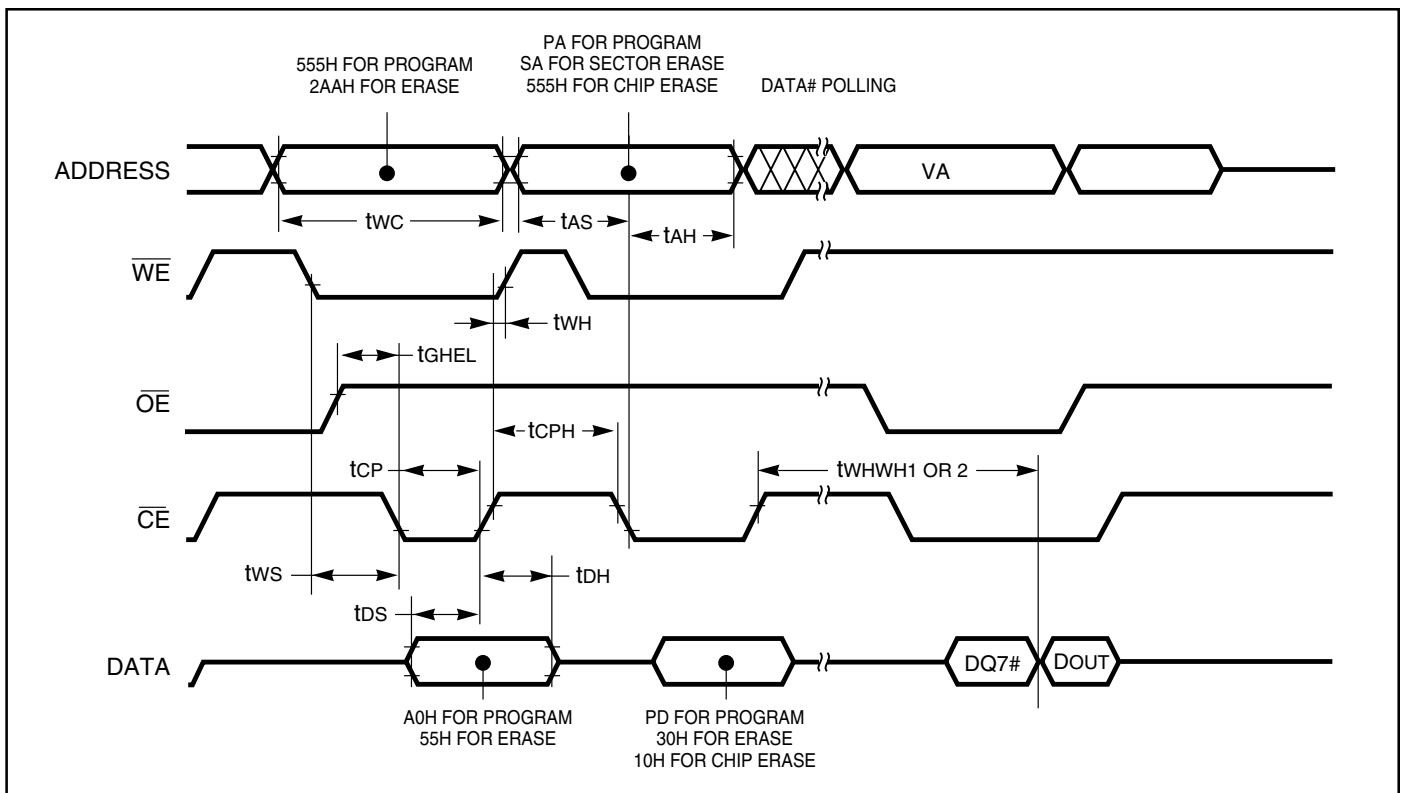 555H FOR PROGRAM
2AAH FOR ERASE
PA FOR PROGRAM
SA FOR SECTOR ERASE
555H FOR CHIP ERASE
DATA# POLLING
ADDRESS
VA
tWC
tAS
tAH
WE
tWH
tGHEL
OE
tCPH
tCP
tWHWH1 OR 2
CE
tWS
tDH
tDS
DATA
DQ7#
DOUT
A0H FOR PROGRAM
55H FOR ERASE
PD FOR PROGRAM
30H FOR ERASE
10H FOR CHIP ERASE